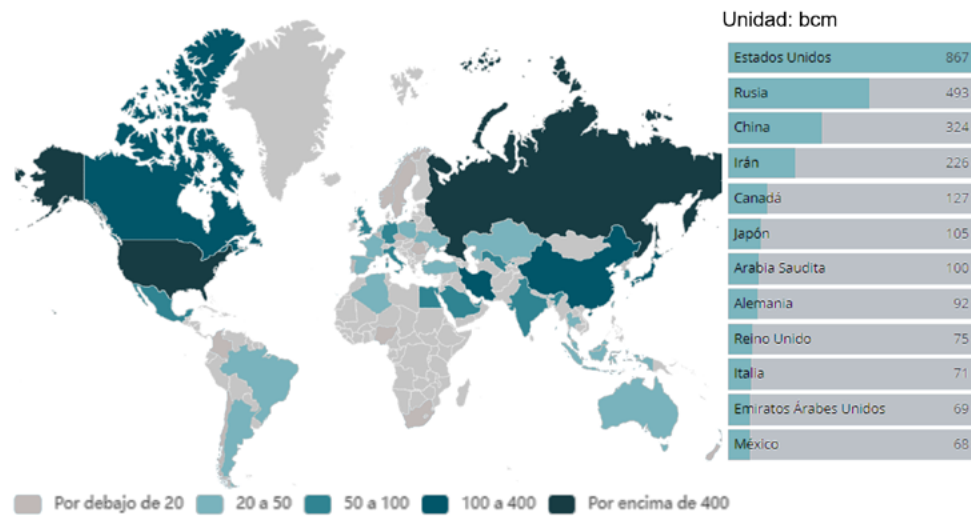 Unidad: bcm
Estados Unidos 867
Rusia 493
China 324
Irán 226
Canadá 127
Japón 105
Arabia Saudita 100
Alemania 92
Reino Unido 75
Italia 71
Emiratos Árabes Unidos 69
México 68
Por debajo de 20 20 a 50 50 a 100 100 a 400 Por encima de 400